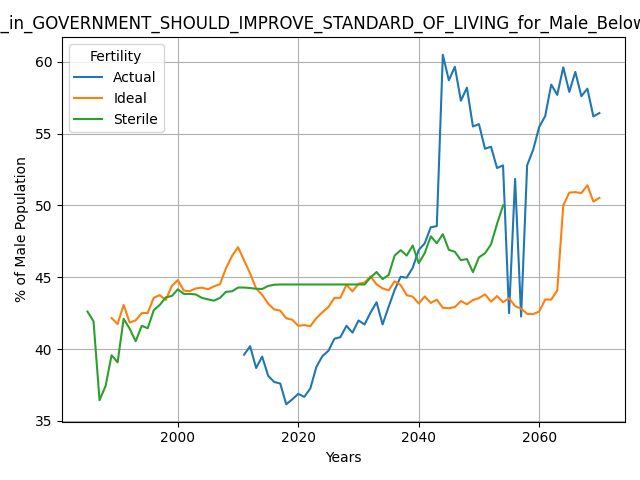 _in_GOVERNMENT_SHOULD_IMPROVE_STANDARD_OF_LIVING_for_Male_Below
Fertility
Actual
Ideal
Sterile
% of Male Population
60
55
50
45
40
35
2000 2020 2040 2060
Years